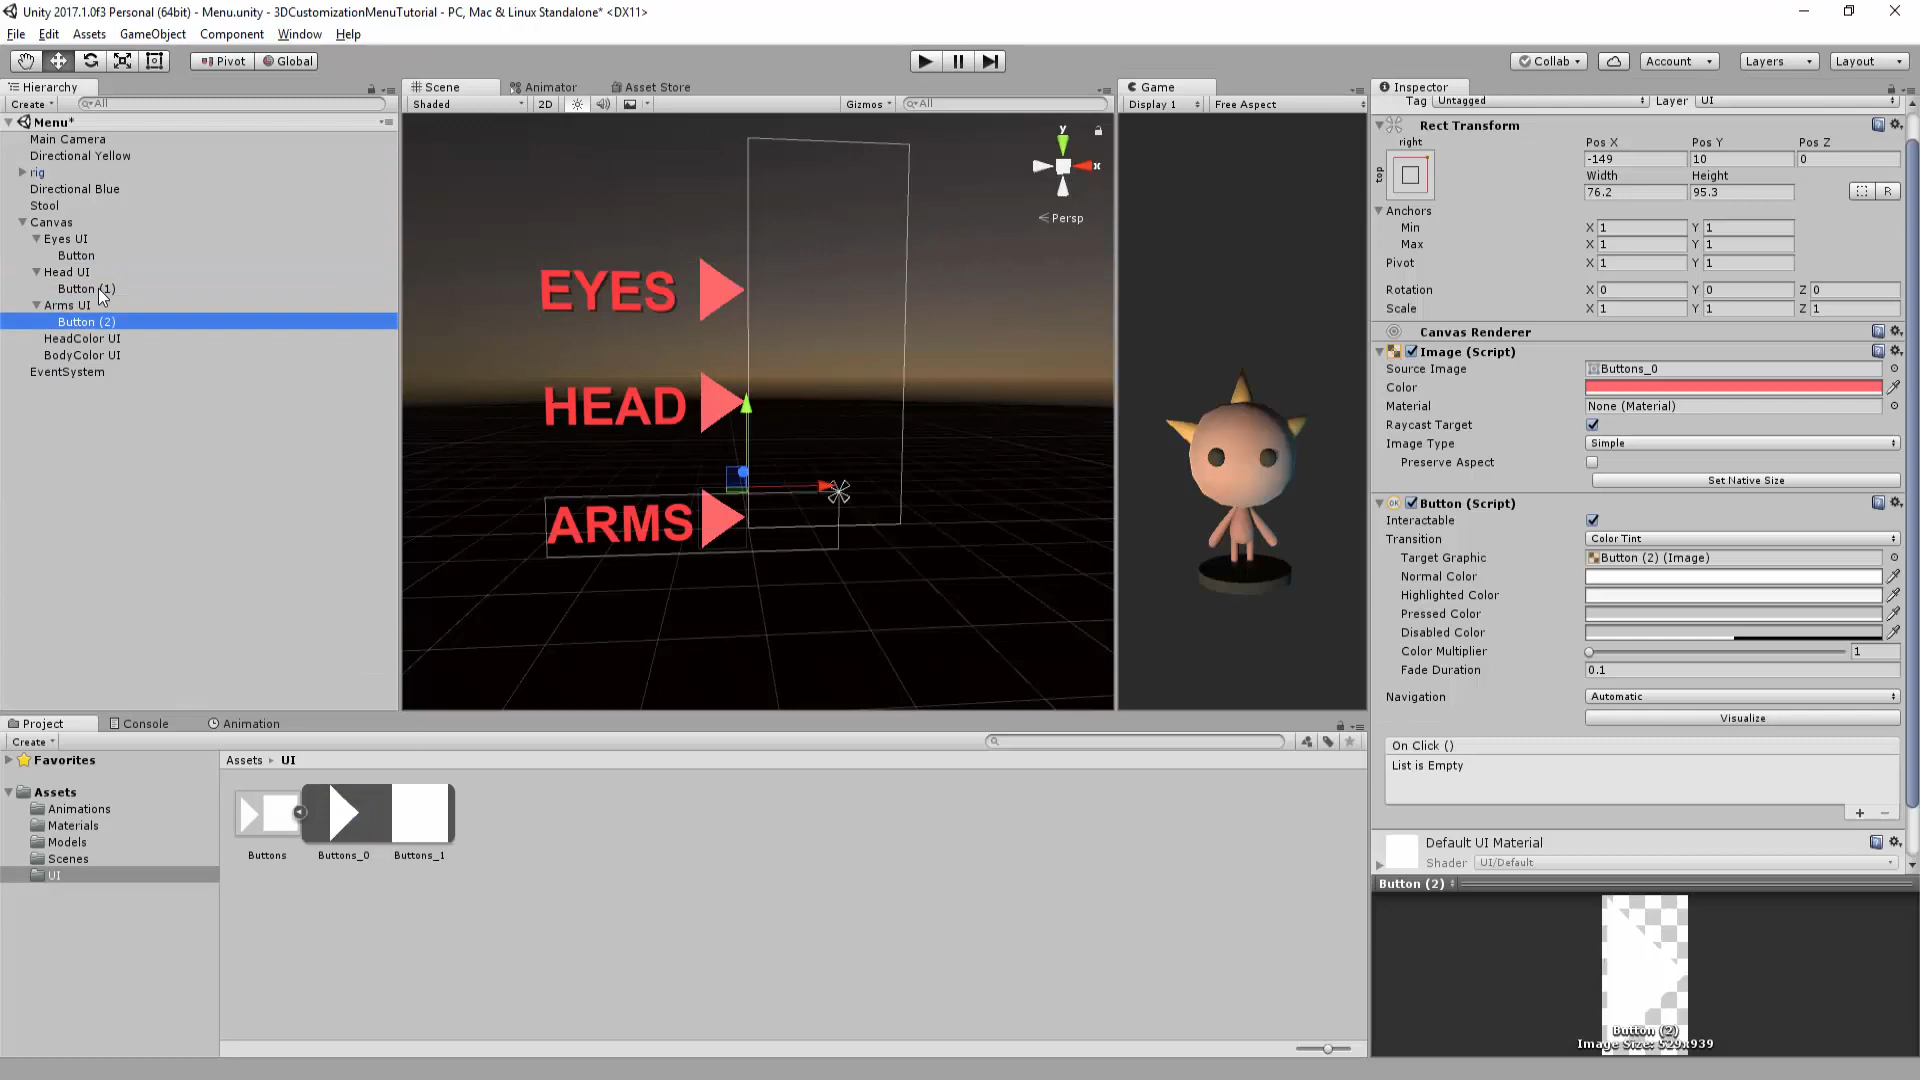 Unity 2017.1.0f3 Personal (64bit) - Menu.unity - 3DCustomizationMenuTutorial - PC, Mac & Linux Standalone* <DX11>
File Edit Assets GameObject Component Window Help
Pivot Global Collab Account Layers Layout
Hierarchy Scene Animator Asset Store Game Inspector
Create All Shaded 2D Gizmos All Display 1 Free Aspect
Tag Untagged Layer UI
Menu*
Main Camera
Directional Yellow
rig
Directional Blue
Stool
Canvas
Eyes UI
Button
Head UI
Button (1)
Arms UI
Button (2)
HeadColor UI
BodyColor UI
EventSystem
y
x
Persp
EYES
HEAD
ARMS
Rect Transform
right
top
Pos X Pos Y Pos Z
-149 10 0
Width Height
76.2 95.3
R
Anchors
Min X 1 Y 1
Max X 1 Y 1
Pivot X 1 Y 1
Rotation X 0 Y 0 Z 0
Scale X 1 Y 1 Z 1
Canvas Renderer
Image (Script)
Source Image Buttons_0
Color
Material None (Material)
Raycast Target
Image Type Simple
Preserve Aspect
Set Native Size
OK Button (Script)
Interactable
Transition Color Tint
Target Graphic Button (2) (Image)
Normal Color
Highlighted Color
Pressed Color
Disabled Color
Color Multiplier 1
Fade Duration 0.1
Navigation Automatic
Visualize
On Click ()
List is Empty
Default UI Material
Shader UI/Default
Button (2)
Button (2)
Image Size: 529x939
Project Console Animation
Create
Favorites
Assets
Animations
Materials
Models
Scenes
UI
Assets UI
Buttons Buttons_0 Buttons_1